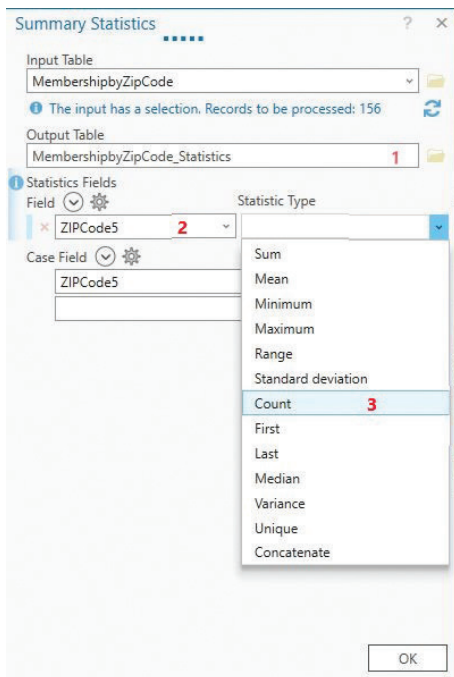 Summary Statistics ? ×
Input Table
MembershipbyZipCode
The input has a selection. Records to be processed: 156
Output Table
MembershipbyZipCode_Statistics 1
Statistics Fields
Field Statistic Type
× ZIPCode5 2
Sum
Case Field
ZIPCode5
Mean
Minimum
Maximum
Range
Standard deviation
Count 3
First
Last
Median
Variance
Unique
Concatenate
OK